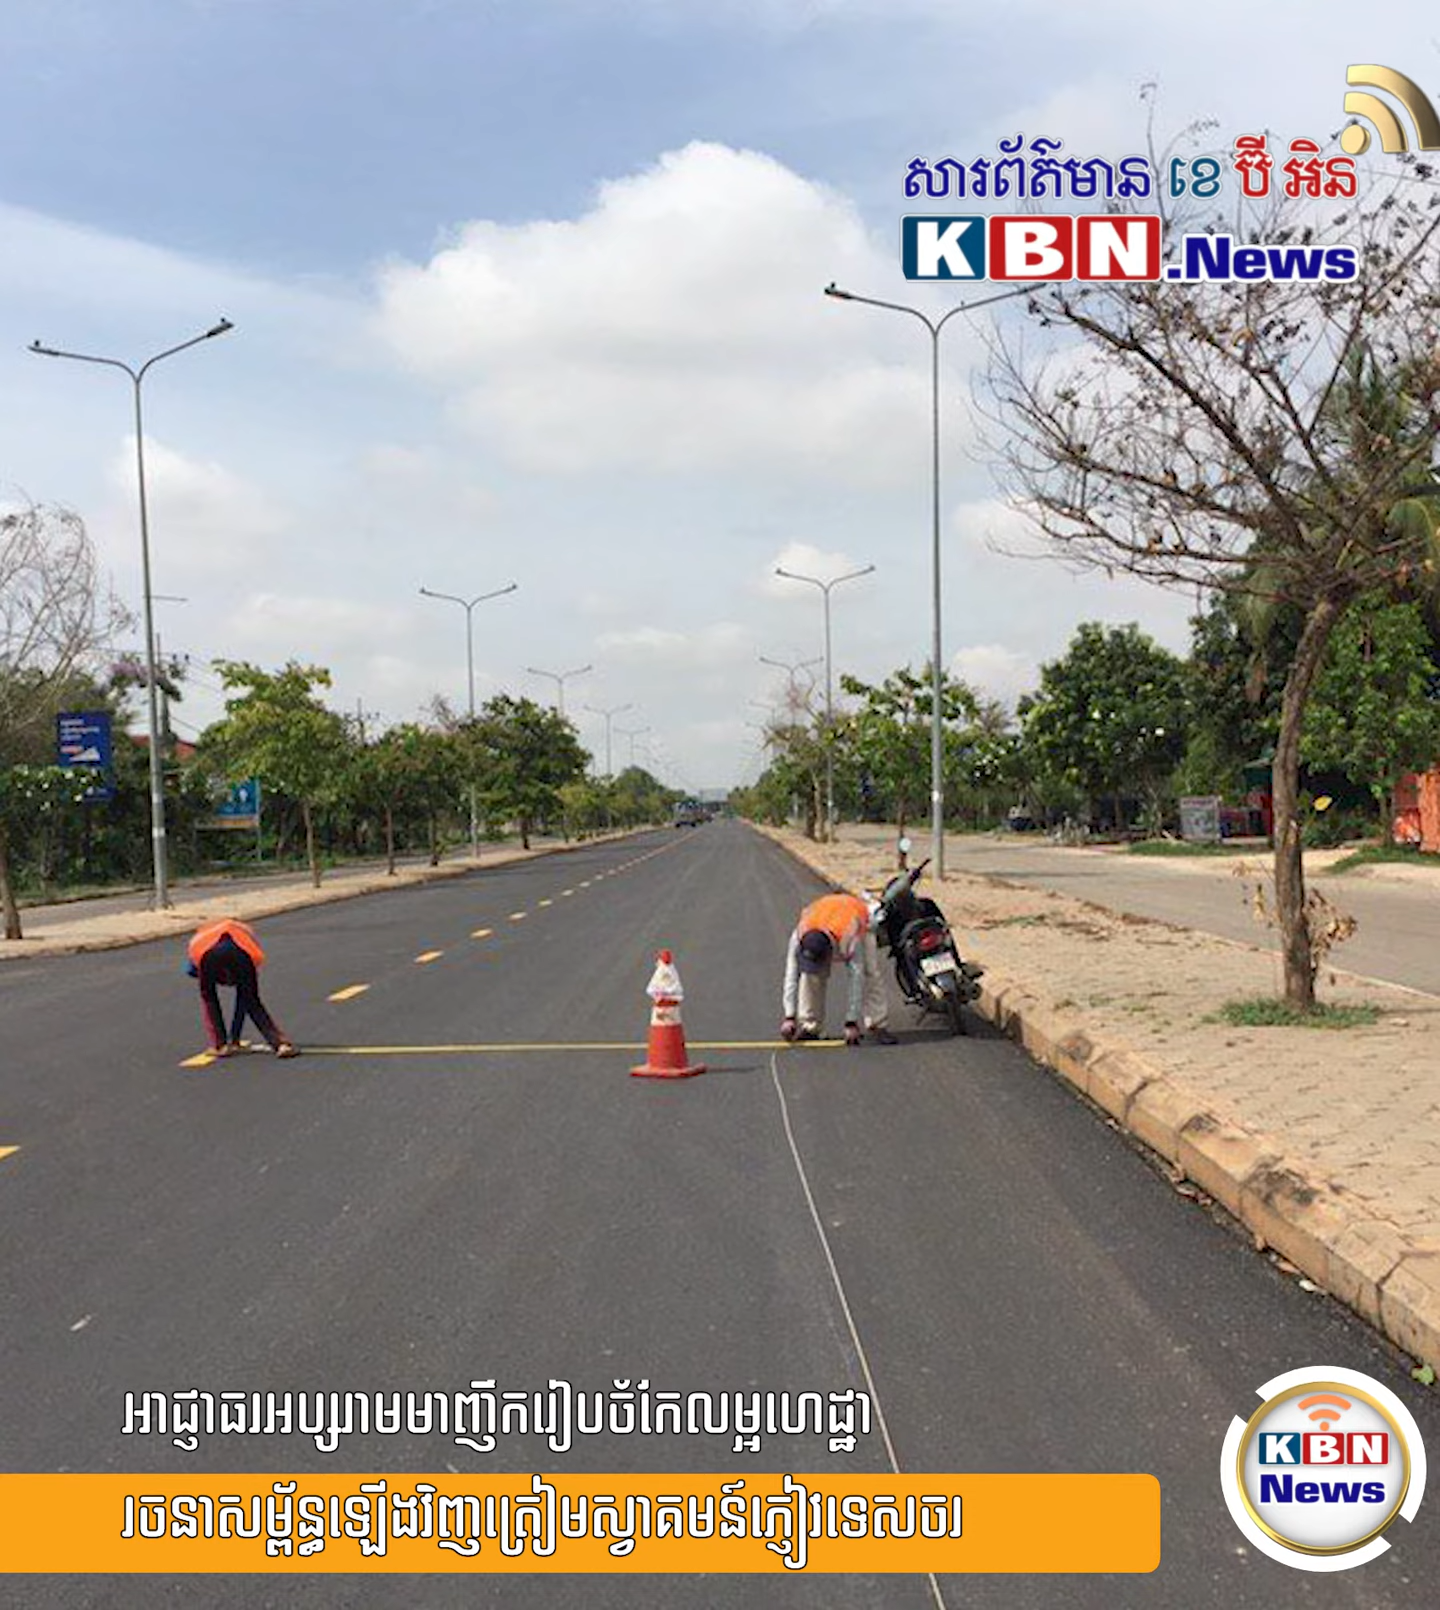 សារព័ត៌មាន ខេ ប៊ី អិន
KBN.News
អាជ្ញាធរអប្សរាមមាញឹករៀបចំកែលម្អហេដ្ឋា
រចនាសម្ព័ន្ធឡើងវិញត្រៀមស្វាគមន៍ភ្ញៀវទេសចរ
KBN
News